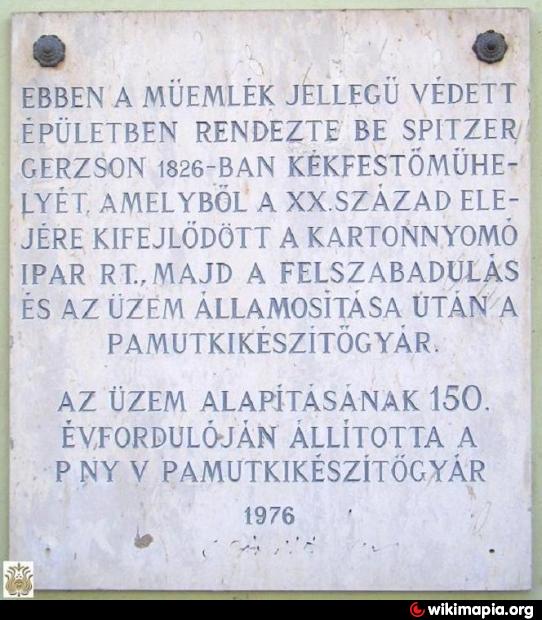 EBBEN A MŰEMLÉK JELLEGŰ VÉDETT
ÉPÜLETBEN RENDEZTE BE SPITZER
GERZSON 1826-BAN KÉKFESTŐMŰHE-
LYÉT, AMELYBŐL A XX. SZÁZAD ELE-
JÉRE KIFEJLŐDÖTT A KARTONNYOMÓ
IPAR RT., MAJD A FELSZABADULÁS
ÉS AZ ÜZEM ÁLLAMOSÍTÁSA UTÁN A
PAMUTKIKÉSZÍTŐGYÁR.
AZ ÜZEM ALAPÍTÁSÁNAK 150.
ÉVFORDULÓJÁN ÁLLÍTOTTA A
P NY V PAMUTKIKÉSZÍTŐGYÁR
1976
wikimapia.org